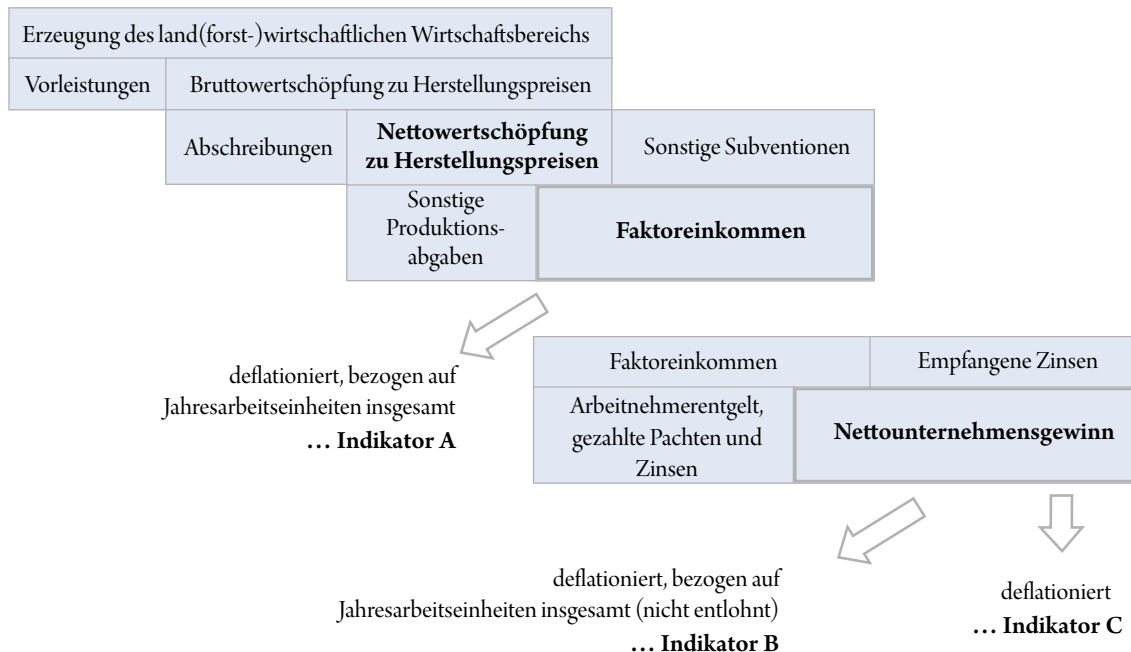 Erzeugung des land(forst-)wirtschaftlichen Wirtschaftsbereichs
Vorleistungen
Bruttowertschöpfung zu Herstellungspreisen
Abschreibungen
Nettowertschöpfung
zu Herstellungspreisen
Sonstige Subventionen
Sonstige
Produktions-
abgaben
Faktoreinkommen
deflationiert, bezogen auf
Jahresarbeitseinheiten insgesamt
... Indikator A
Faktoreinkommen
Empfangene Zinsen
Arbeitnehmerentgelt,
gezahlte Pachten und
Zinsen
Nettounternehmensgewinn
deflationiert, bezogen auf
Jahresarbeitseinheiten insgesamt (nicht entlohnt)
... Indikator B
deflationiert
... Indikator C